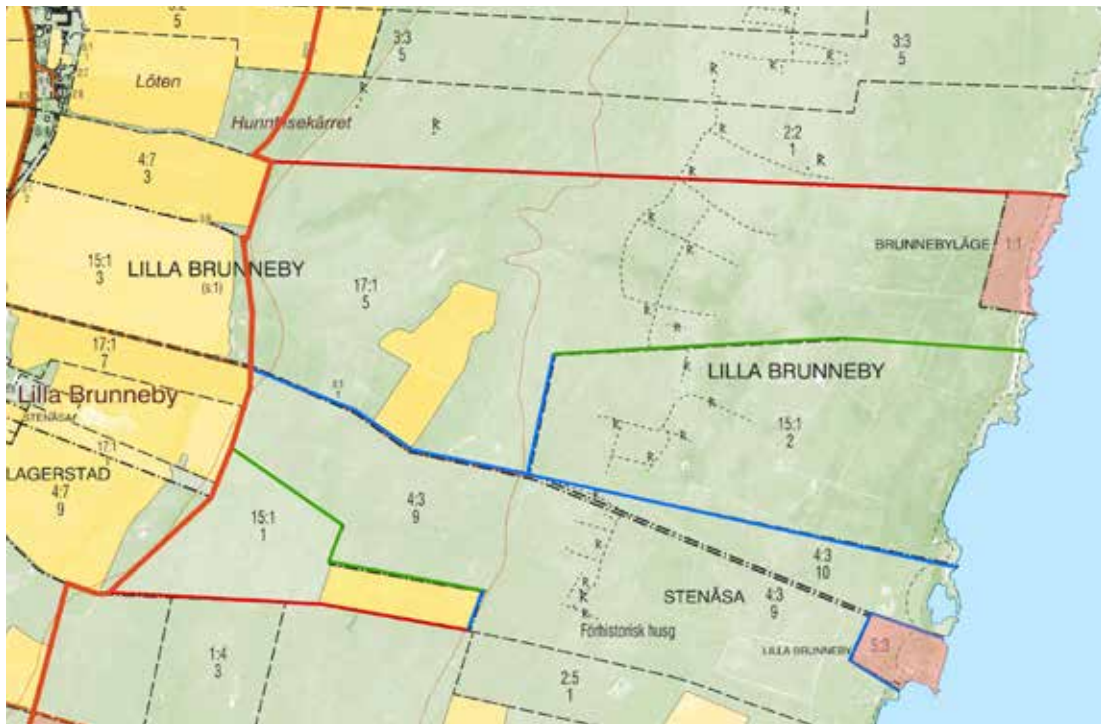 5
3:3
5
3:3
5
Löten
R
R
R
R
Hunnhisekärret
R
R
2:2
1
R
4:7
3
R
R
BRUNNEBYLÄGE 1:1
15:1
3
LILLA BRUNNEBY
(s:1)
R
17:1
5
R
R
17:1
7
R
LILLA BRUNNEBY
Lilla Brunneby
STENÅSA
R
15:1
2
R
R
17:1
R
LAGERSTAD
4:7
9
4:3
9
15:1
1
R
4:3
10
R
R
STENÅSA
4:3
9
R
Förhistorisk husg
LILLA BRUNNEBY
5:3
1:4
3
2:5
1